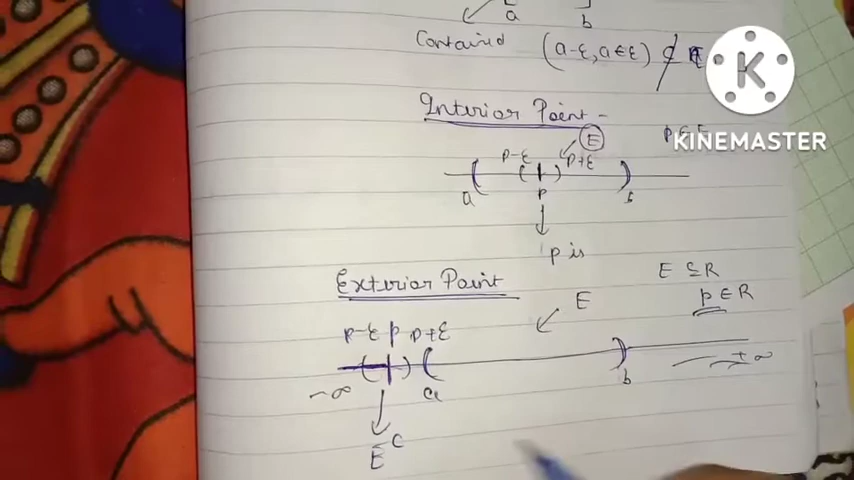 a b
Contained (a-ε, a∈ε) ⊄ E
KINEMASTER
Interior Point -
E
p-ε p+ε
a p b
p is
Exterior Point
E ⊆ R
E p ∈ R
p-ε p p+ε
-∞ a b +∞
E^c